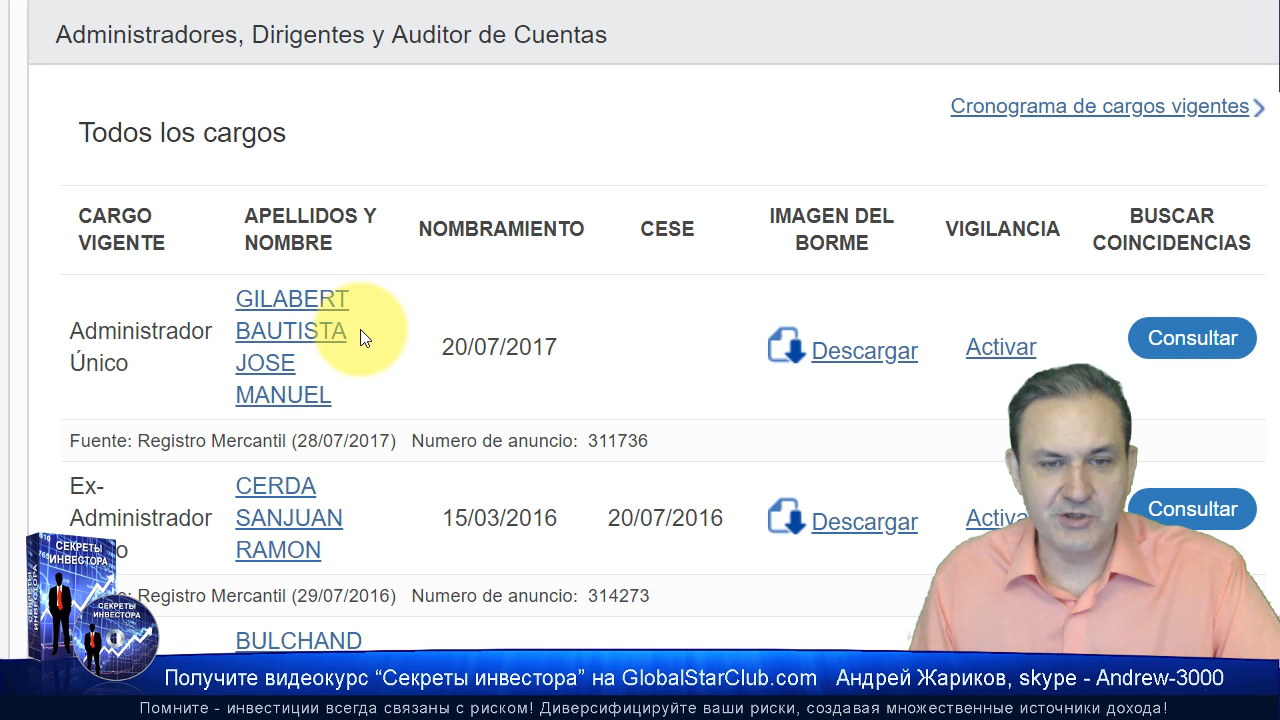 Administradores, Dirigentes y Auditor de Cuentas
Cronograma de cargos vigentes
Todos los cargos
CARGO VIGENTE
APELLIDOS Y NOMBRE
NOMBRAMIENTO
CESE
IMAGEN DEL BORME
VIGILANCIA
BUSCAR COINCIDENCIAS
Administrador Único
GILABERT
BAUTISTA
JOSE
MANUEL
20/07/2017
Descargar
Activar
Consultar
Fuente: Registro Mercantil (28/07/2017) Numero de anuncio: 311736
Ex-
Administrador
CERDA
SANJUAN
RAMON
15/03/2016
20/07/2016
Descargar
Consultar
Registro Mercantil (29/07/2016) Numero de anuncio: 314273
BULCHAND
СЕКРЕТЫ
ИНВЕСТОРА
СЕКРЕТЫ
ИНВЕСТОРА
Получите видеокурс “Секреты инвестора” на GlobalStarClub.com Андрей Жариков, skype - Andrew-3000
Помните - инвестиции всегда связаны с риском! Диверсифицируйте ваши риски, создавая множественные источники дохода!